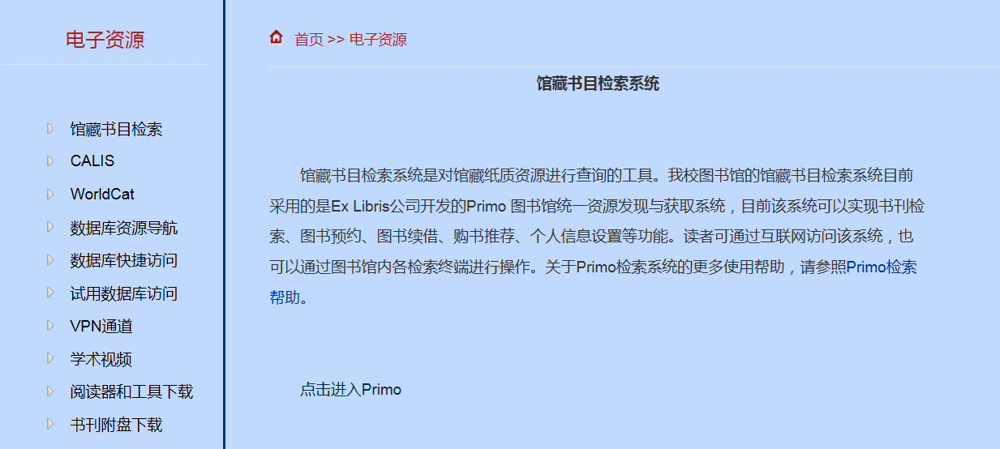 电子资源
馆藏书目检索
CALIS
WorldCat
数据库资源导航
数据库快捷访问
试用数据库访问
VPN通道
学术视频
阅读器和工具下载
书刊附盘下载
首页 >> 电子资源
馆藏书目检索系统
馆藏书目检索系统是对馆藏纸质资源进行查询的工具。我校图书馆的馆藏书目检索系统目前
采用的是Ex Libris公司开发的Primo 图书馆统一资源发现与获取系统，目前该系统可以实现书刊检
索、图书预约、图书续借、购书推荐、个人信息设置等功能。读者可通过互联网访问该系统，也
可以通过图书馆内各检索终端进行操作。关于Primo检索系统的更多使用帮助，请参照Primo检索
帮助。
点击进入Primo